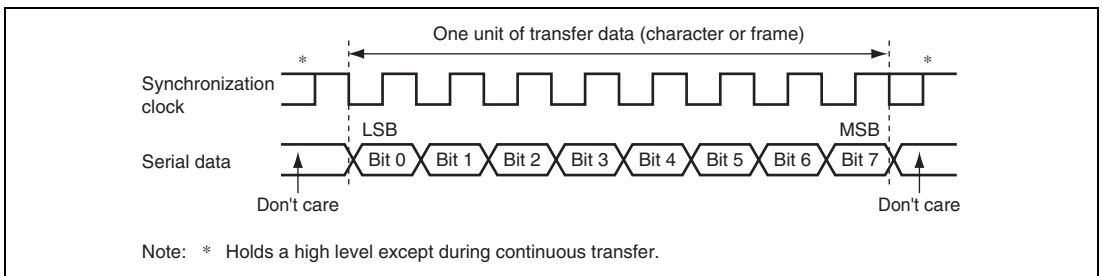 One unit of transfer data (character or frame)
* *
Synchronization
clock
LSB MSB
Serial data Bit 0 Bit 1 Bit 2 Bit 3 Bit 4 Bit 5 Bit 6 Bit 7
Don't care Don't care
Note: * Holds a high level except during continuous transfer.